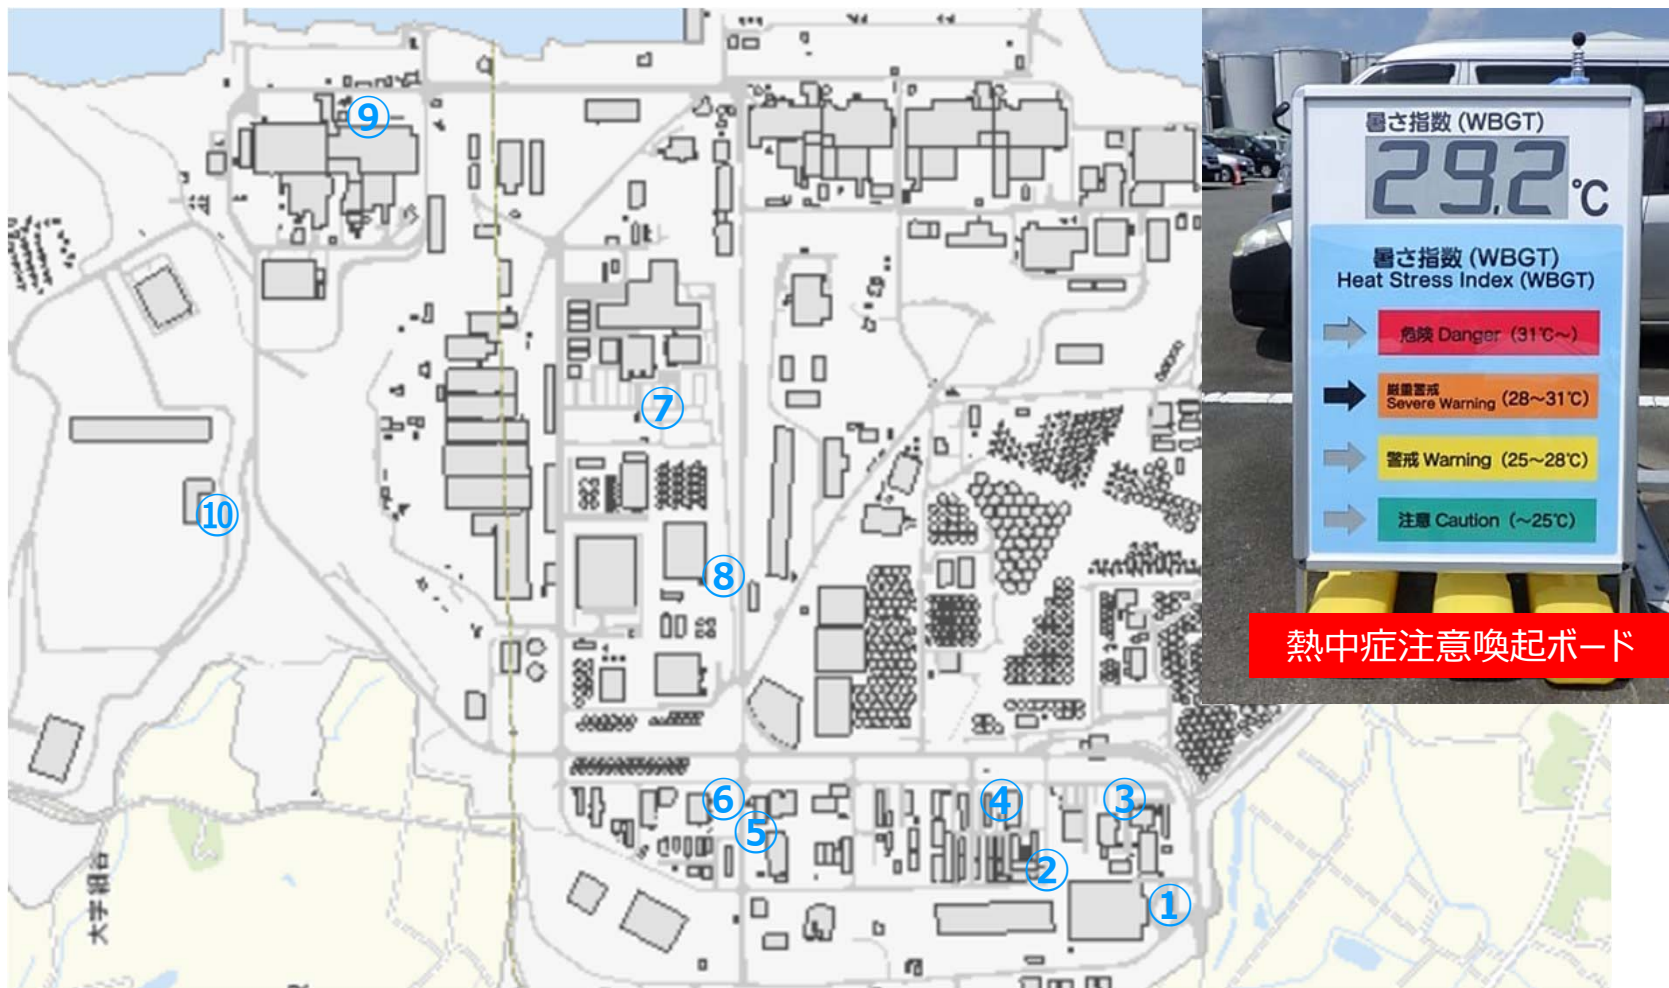 ⑨
⑦
⑩
⑧
⑥
⑤
④
③
②
①
大字細谷
暑さ指数 (WBGT)
29.2 ℃
暑さ指数 (WBGT)
Heat Stress Index (WBGT)
危険 Danger (31℃～)
厳重警戒
Severe Warning (28～31℃)
警戒 Warning (25～28℃)
注意 Caution (～25℃)
熱中症注意喚起ボード